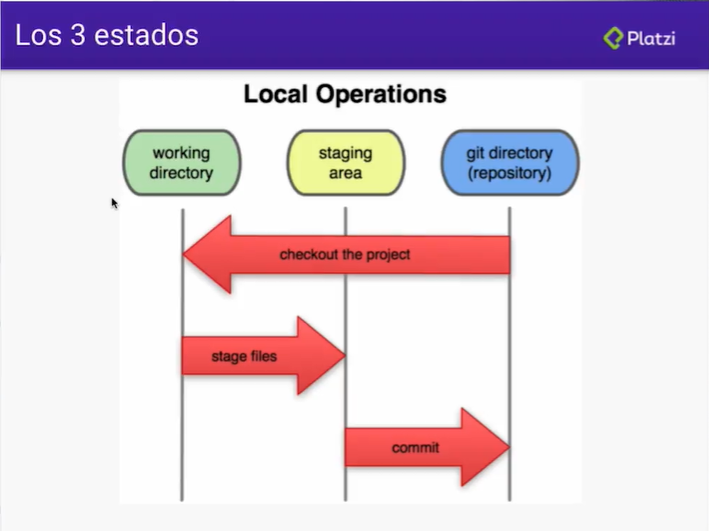 Los 3 estados
Platzi
Local Operations
working
directory
staging
area
git directory
(repository)
checkout the project
stage files
commit